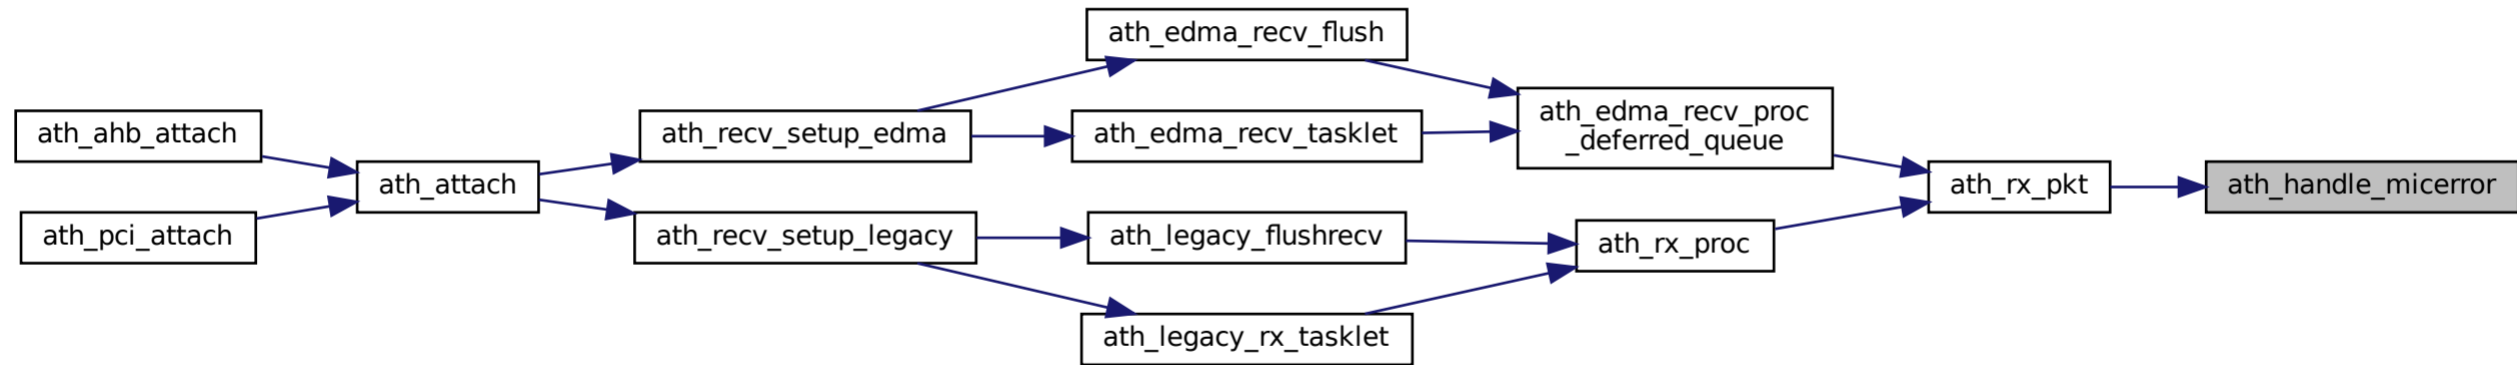 ath_edma_recv_flush
ath_edma_recv_proc
_deferred_queue
ath_ahb_attach
ath_recv_setup_edma
ath_edma_recv_tasklet
ath_attach
ath_rx_pkt
ath_handle_micerror
ath_pci_attach
ath_recv_setup_legacy
ath_legacy_flushrecv
ath_rx_proc
ath_legacy_rx_tasklet